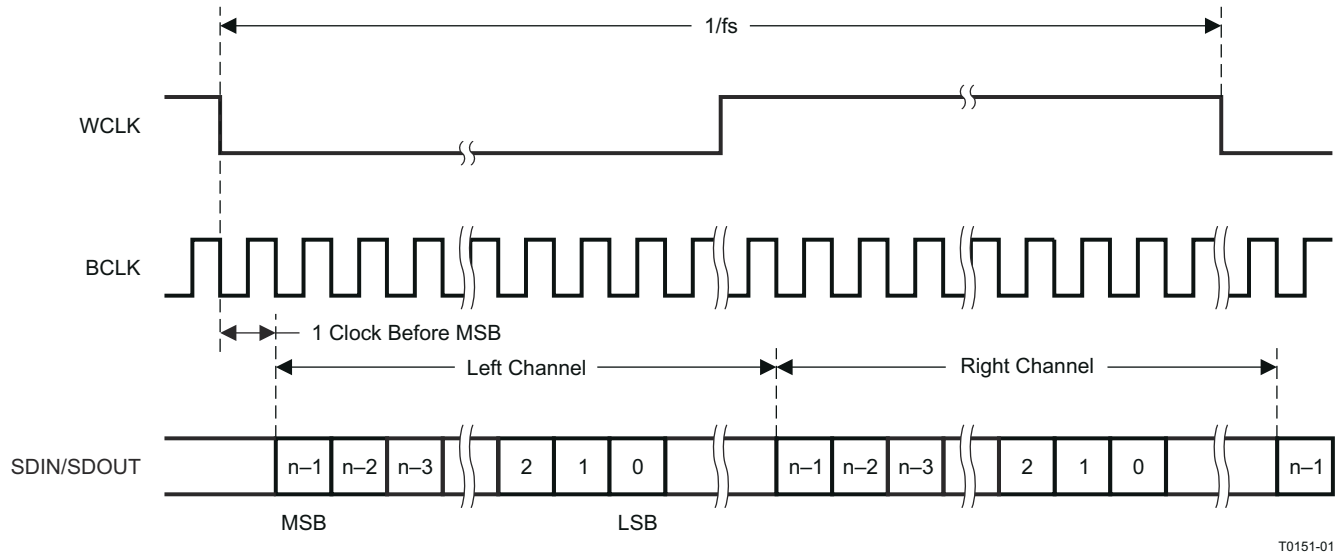 1/fs
WCLK
BCLK
1 Clock Before MSB
Left Channel
Right Channel
SDIN/SDOUT
n–1 n–2 n–3 2 1 0 n–1 n–2 n–3 2 1 0 n–1
MSB LSB
T0151-01